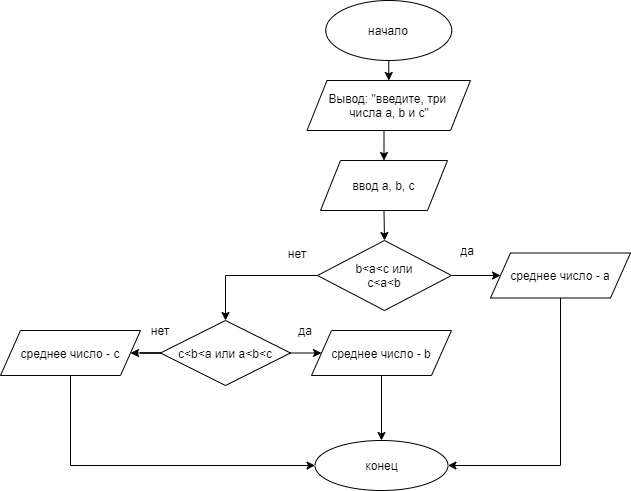 начало
Вывод: "введите, три
числа a, b и c"
ввод a, b, c
нет
да
b<a<c или
c<a<b
среднее число - a
нет
да
среднее число - c
c<b<a или a<b<c
среднее число - b
конец